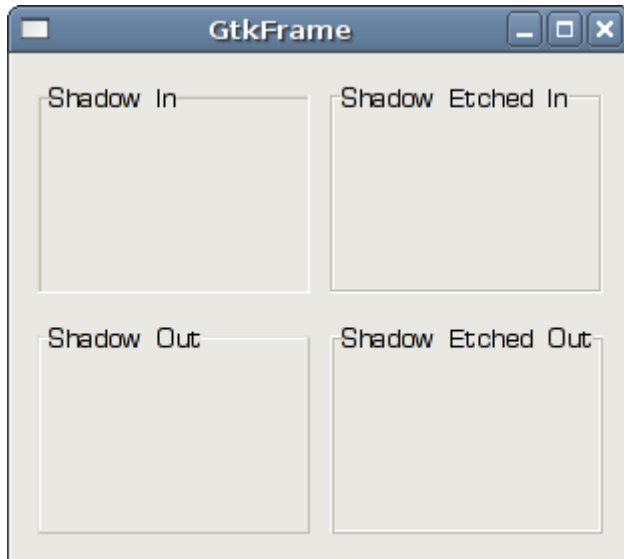 GtkFrame
Shadow In
Shadow Etched In
Shadow Out
Shadow Etched Out